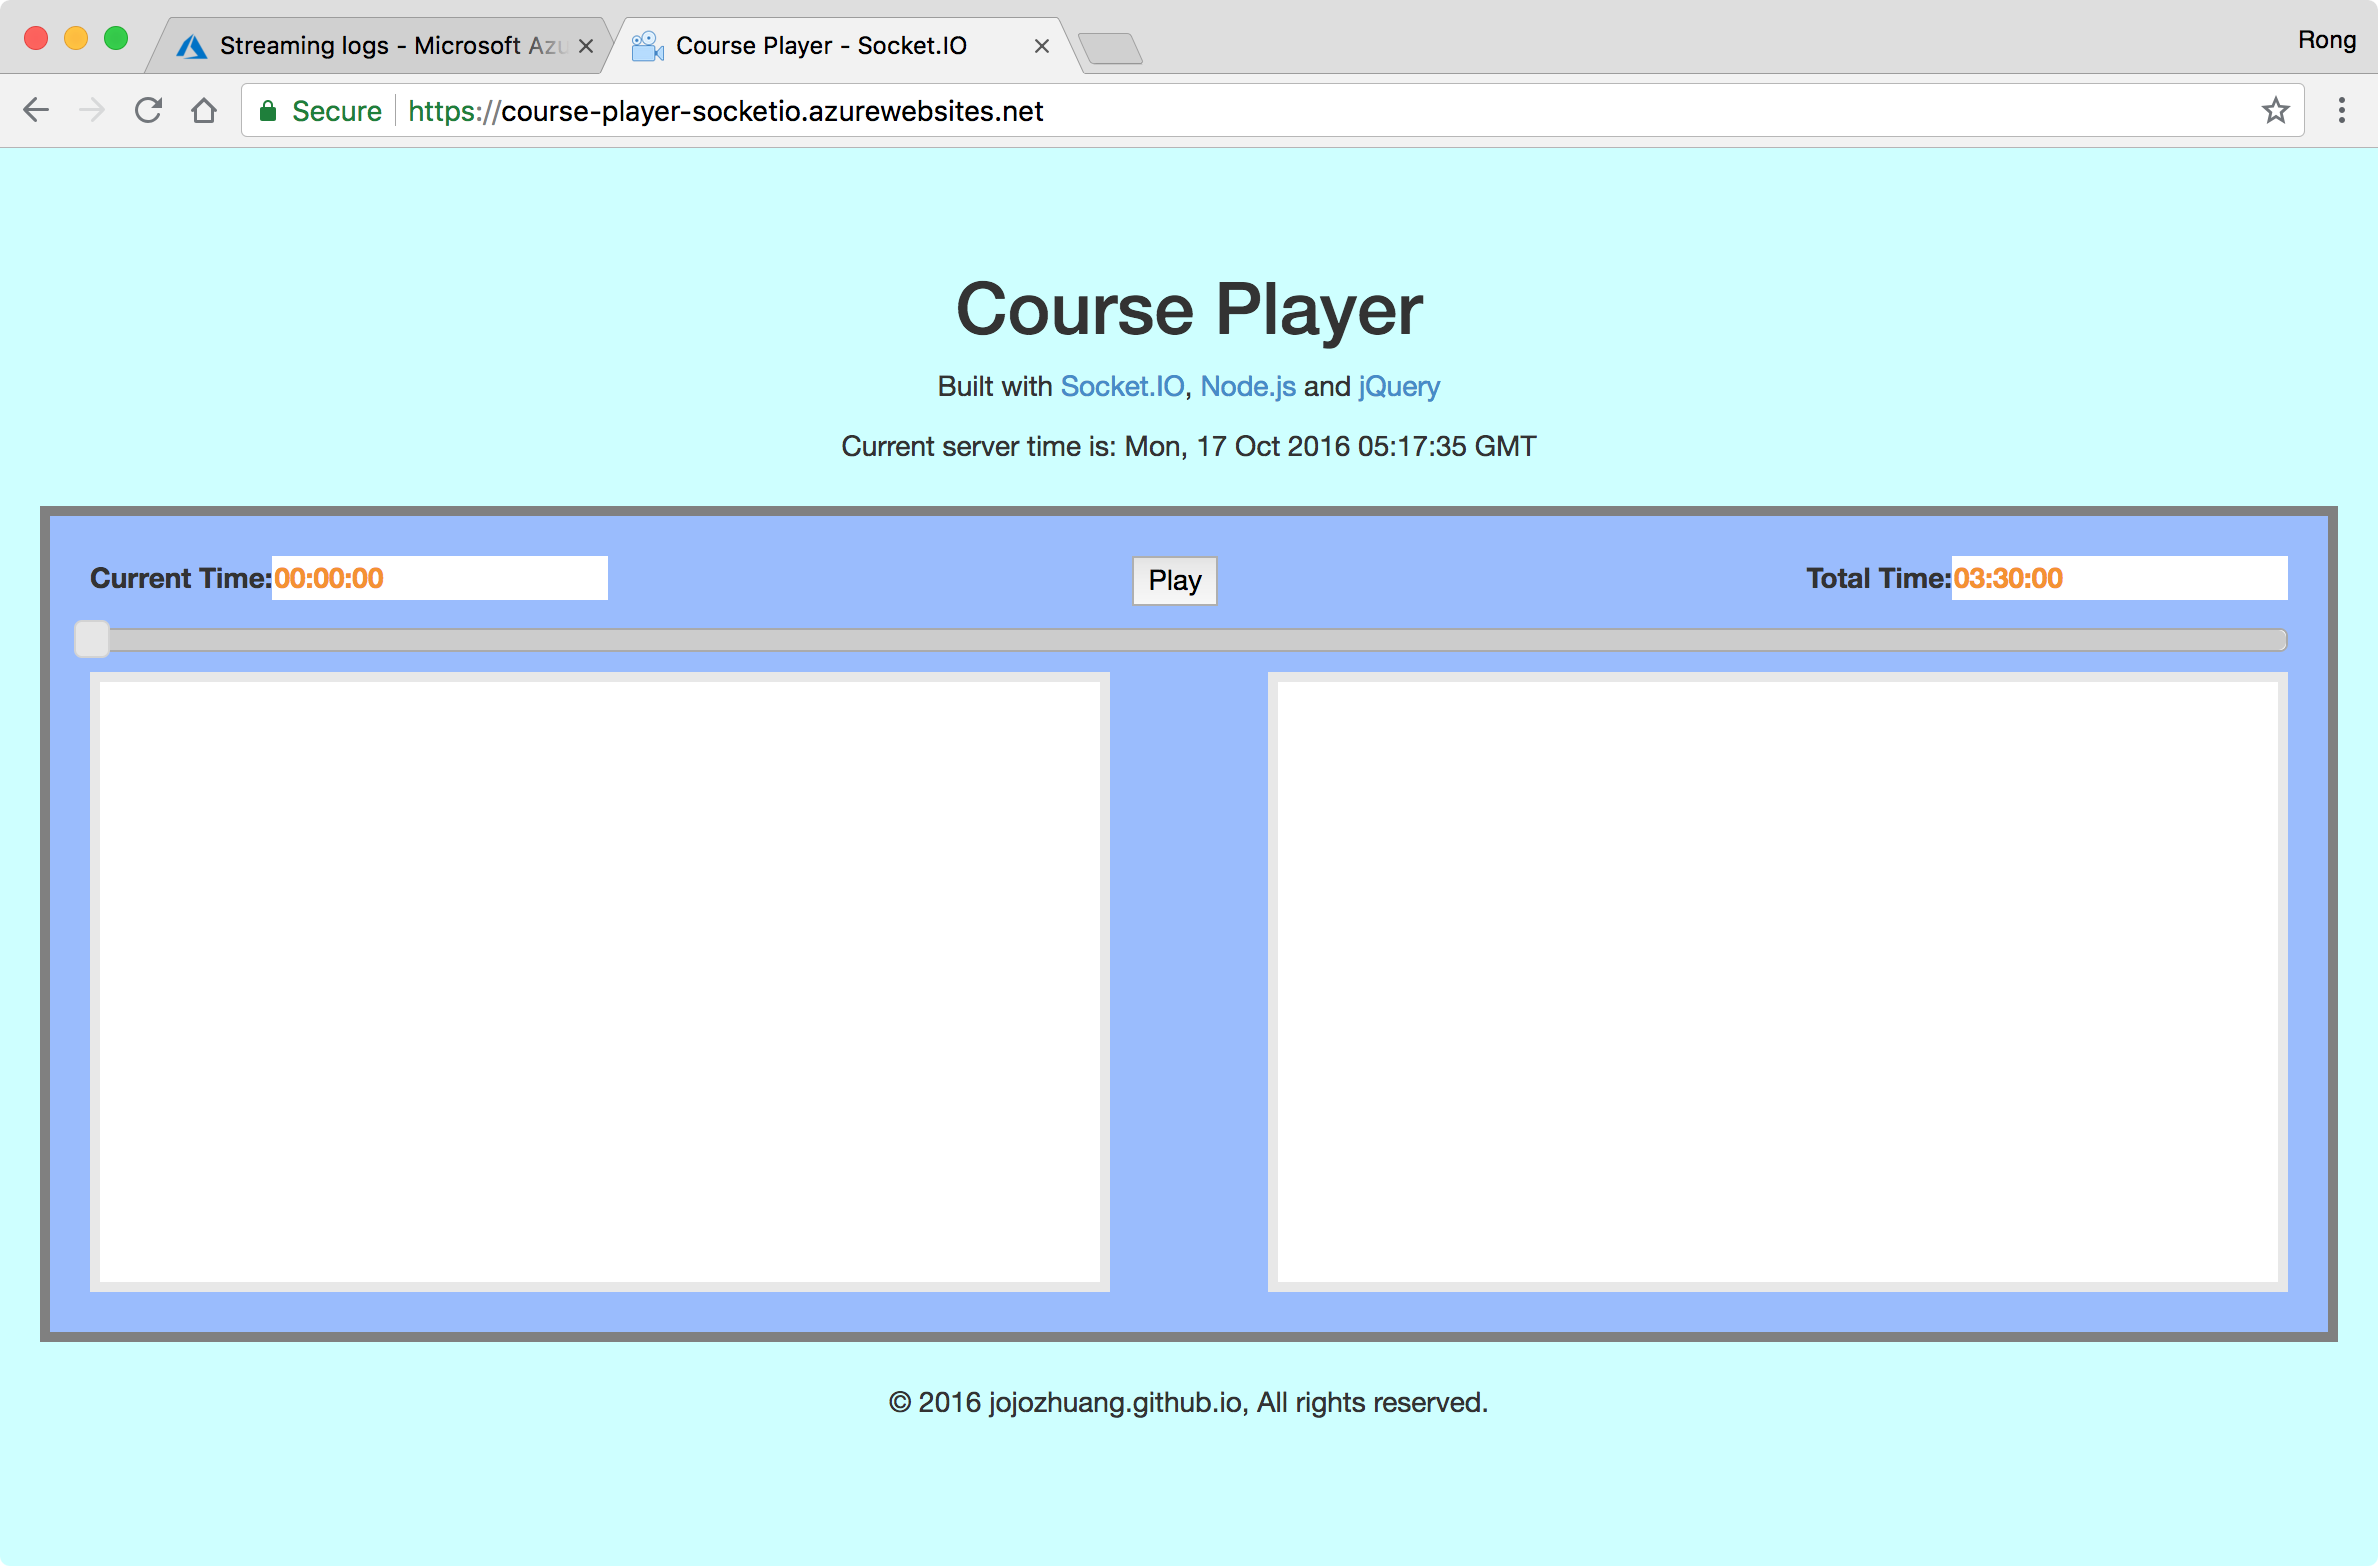 Streaming logs - Microsoft Azu
Course Player - Socket.IO
Rong
Secure
https://course-player-socketio.azurewebsites.net
Course Player
Built with Socket.IO, Node.js and jQuery
Current server time is: Mon, 17 Oct 2016 05:17:35 GMT
Current Time:00:00:00
Play
Total Time:03:30:00
© 2016 jojozhuang.github.io, All rights reserved.